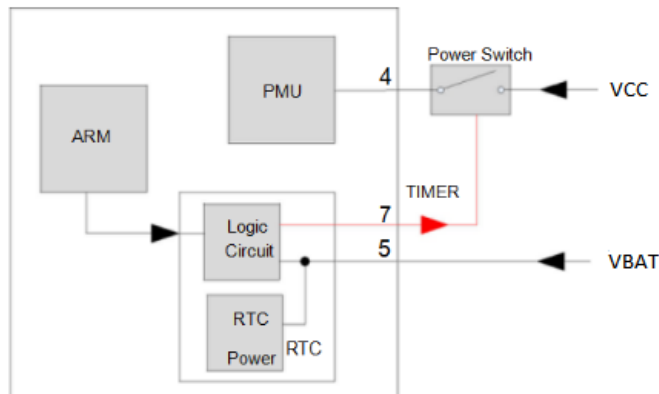 Power Switch
4
PMU
VCC
ARM
TIMER
7
Logic
Circuit
5
VBAT
RTC
RTC
Power